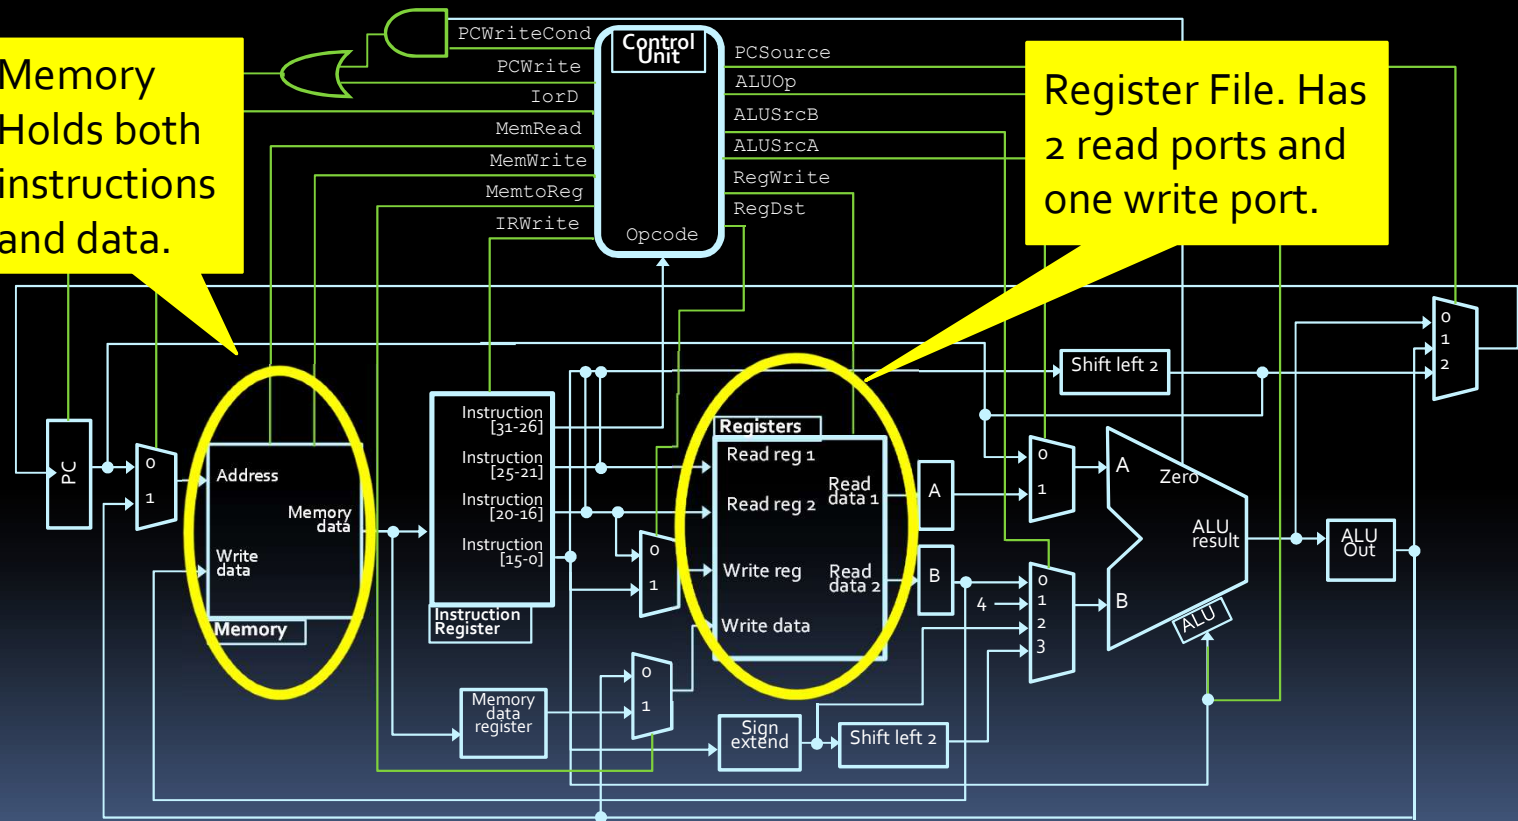 PCWriteCond
PCWrite
IorD
MemRead
MemWrite
MemtoReg
IRWrite
Control
Unit
Opcode
PCSource
ALUOp
ALUSrcB
ALUSrcA
RegWrite
RegDst
Memory
Holds both
instructions
and data.
Register File. Has
2 read ports and
one write port.
PC
0
1
Address
Memory
data
Write
data
Memory
Instruction
[31-26]
Instruction
[25-21]
Instruction
[20-16]
Instruction
[15-0]
Instruction
Register
Memory
data
register
0
1
0
1
Registers
Read reg 1
Read reg 2
Write reg
Write data
Read
data 1
Read
data 2
A
B
Sign
extend
Shift left 2
Shift left 2
0
1
4
0
1
2
3
A
B
Zero
ALU
result
ALU
ALU
Out
0
1
2